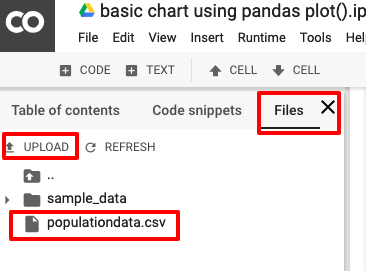 CO
basic chart using pandas plot().ip
File Edit View Insert Runtime Tools Hel
CODE TEXT CELL CELL
Table of contents Code snippets Files
UPLOAD REFRESH
..
sample_data
populationdata.csv